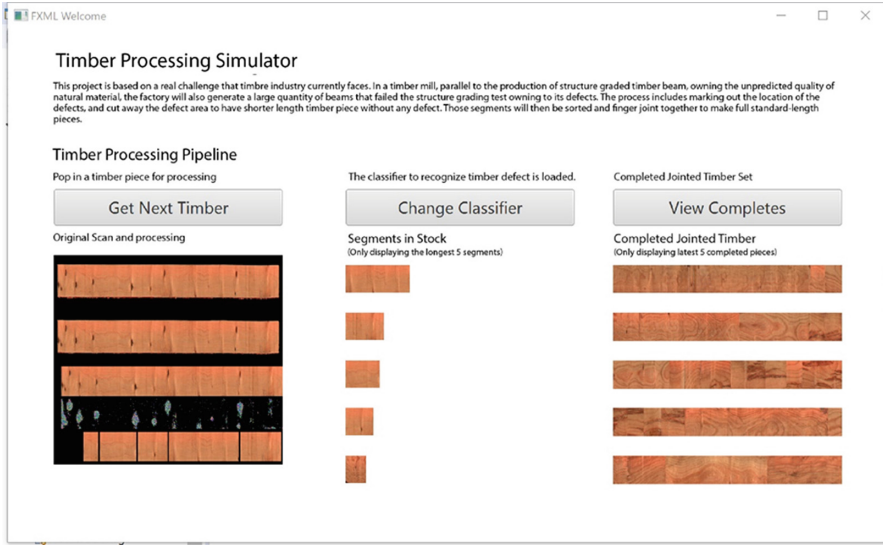 FXML Welcome
Timber Processing Simulator
This project is based on a real challenge that timbre industry currently faces. In a timber mill, parallel to the production of structure graded timber beam, owning the unpredicted quality of
natural material, the factory will also generate a large quantity of beams that failed the structure grading test owning to its defects. The process includes marking out the location of the
defects, and cut away the defect area to have shorter length timber piece without any defect. Those segments will then be sorted and finger joint together to make full standard-length
pieces.
Timber Processing Pipeline
Pop in a timber piece for processing
The classifier to recognize timber defect is loaded.
Completed Jointed Timber Set
Get Next Timber
Change Classifier
View Completes
Original Scan and processing
Segments in Stock
Completed Jointed Timber
(Only displaying the longest 5 segments)
(Only displaying latest 5 completed pieces)